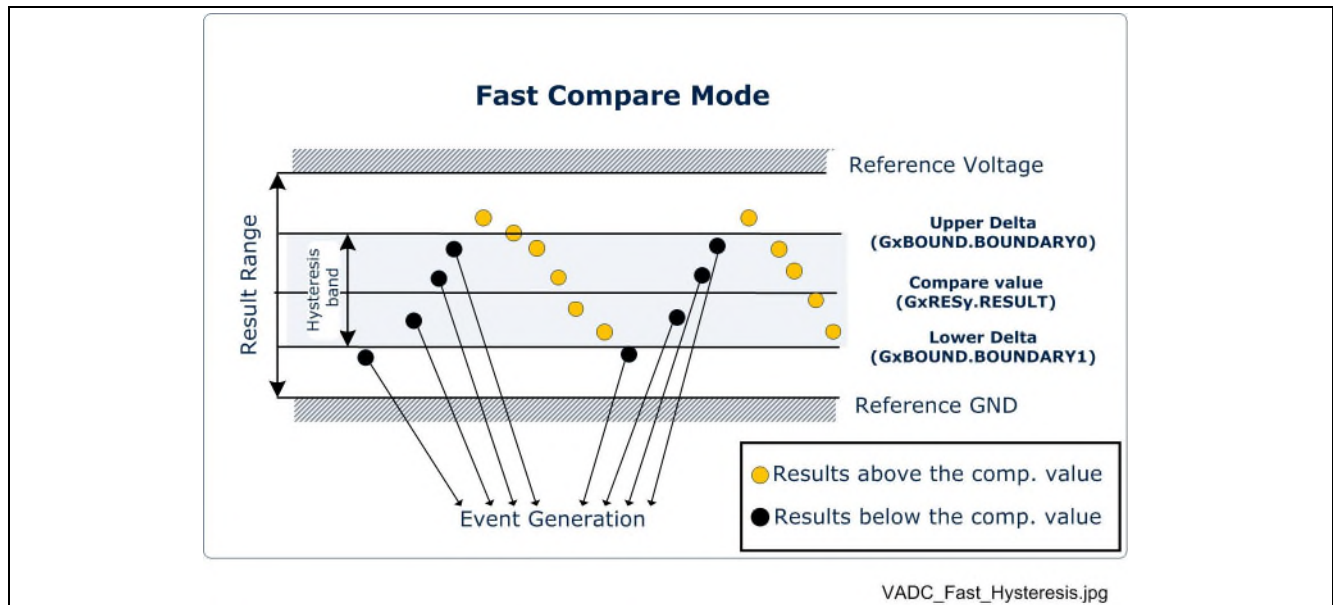 Fast Compare Mode
Reference Voltage
Result Range
Hysteresis
band
Upper Delta
(GxBOUND.BOUNDARY0)
Compare value
(GxRESy.RESULT)
Lower Delta
(GxBOUND.BOUNDARY1)
Reference GND
Event Generation
Results above the comp. value
Results below the comp. value
VADC_Fast_Hysteresis.jpg